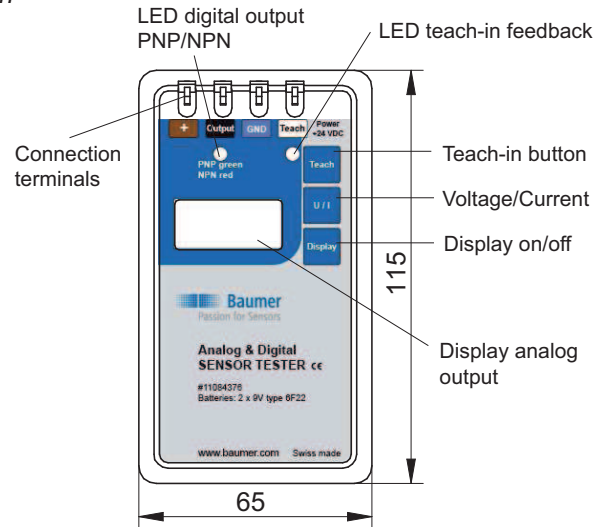 LED digital output
PNP/NPN
LED teach-in feedback
+ Output GND Teach Power
+24 VDC
Connection
terminals
PNP green
NPN red
Teach
Teach-in button
U / I
Voltage/Current
Display
Display on/off
115
Baumer
Passion for Sensors
Display analog
output
Analog & Digital
SENSOR TESTER CE
#11084376
Batteries: 2 x 9V type 6F22
www.baumer.com Swiss made
65